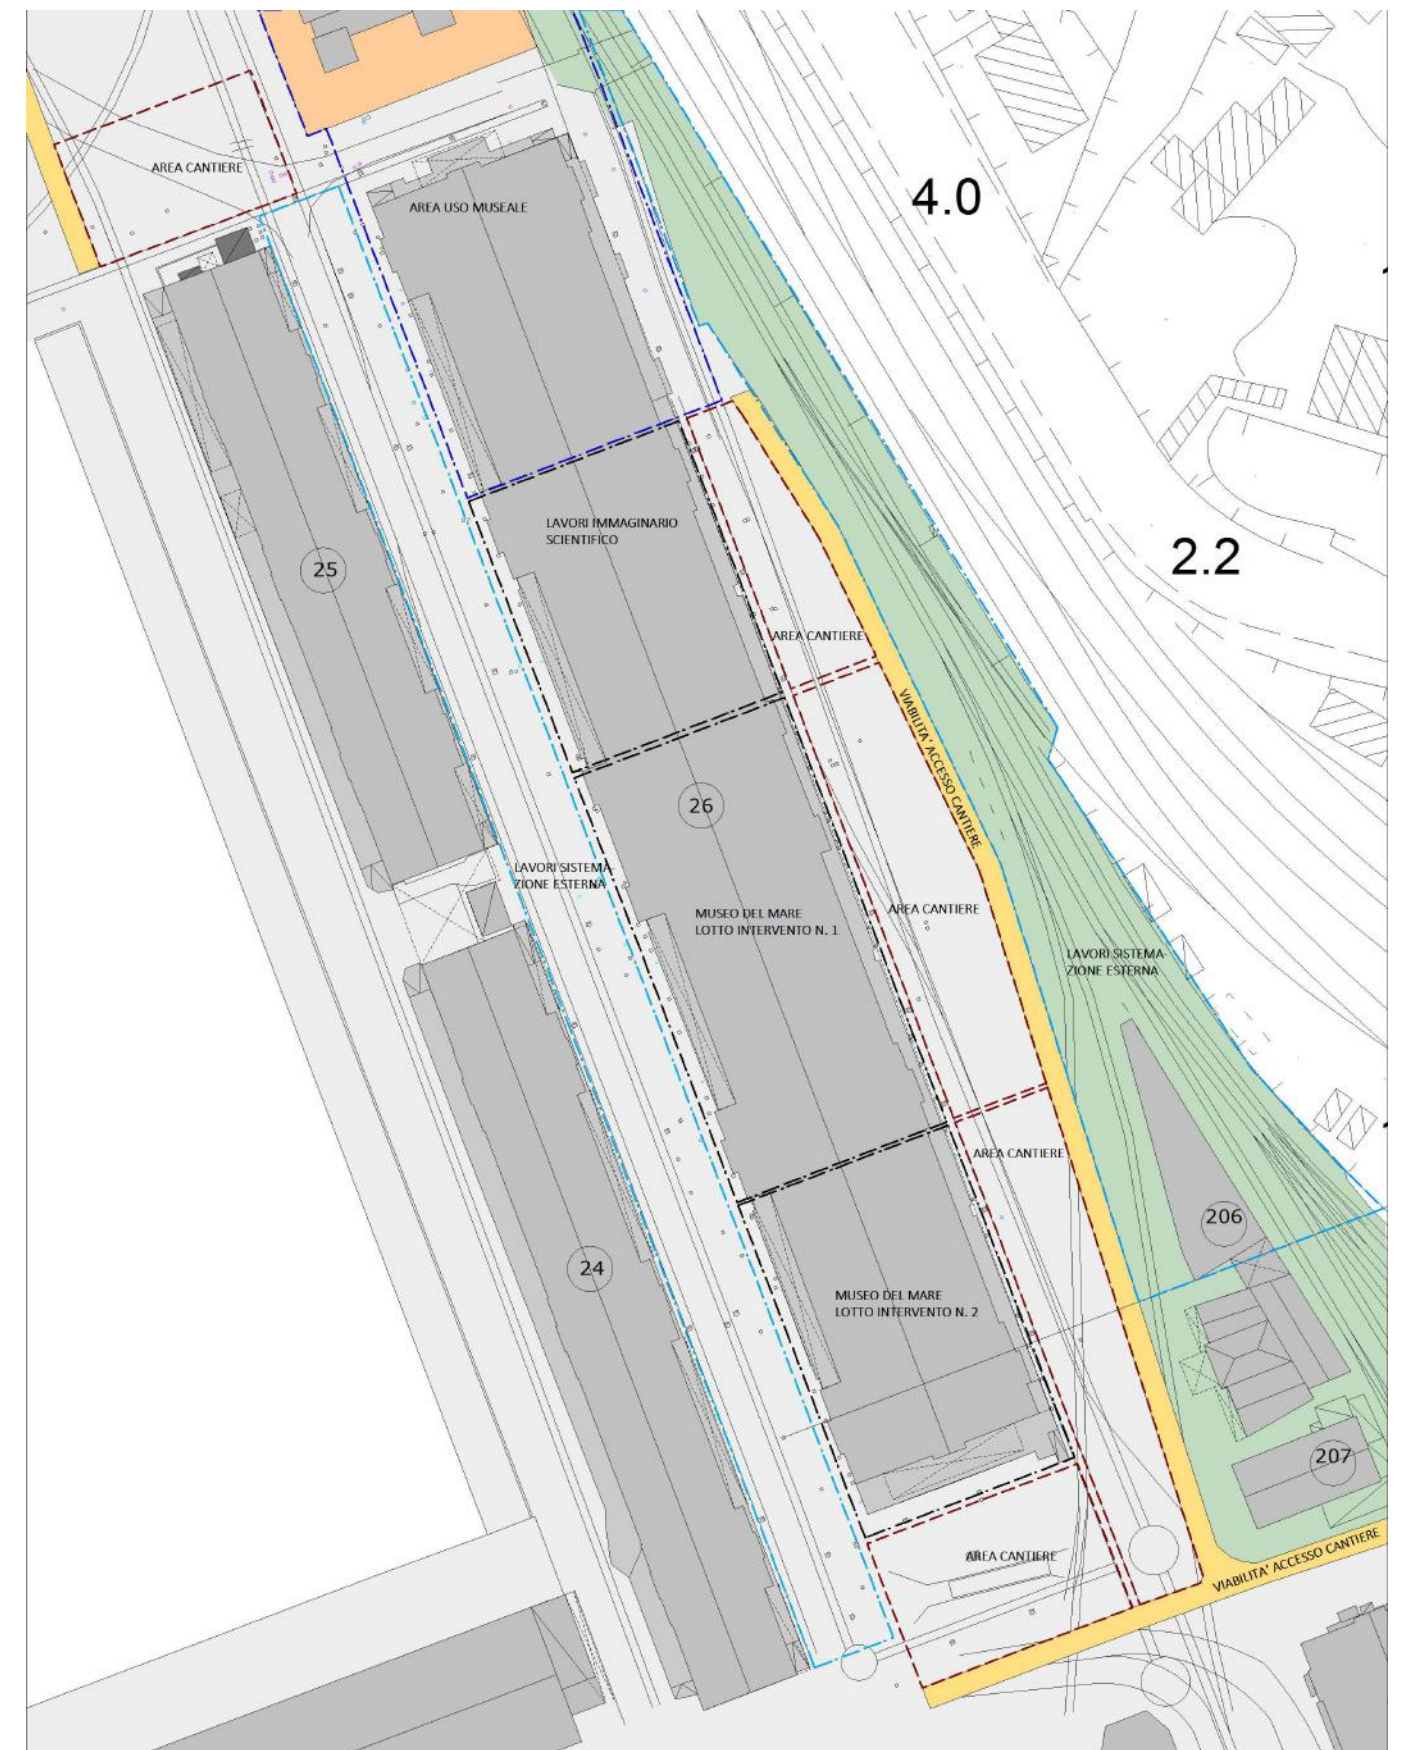 AREA CANTIERE
4.0
AREA USO MUSEALE
LAVORI IMMAGINARIO
SCIENTIFICO
2.2
25
AREA CANTIERE
VIABILITA' ACCESSO CANTIERE
26
LAVORI SISTEMA-
ZIONE ESTERNA
MUSEO DEL MARE
LOTTO INTERVENTO N. 1
AREA CANTIERE
LAVORI SISTEMA-
ZIONE ESTERNA
AREA CANTIERE
206
24
MUSEO DEL MARE
LOTTO INTERVENTO N. 2
207
AREA CANTIERE
VIABILITA' ACCESSO CANTIERE